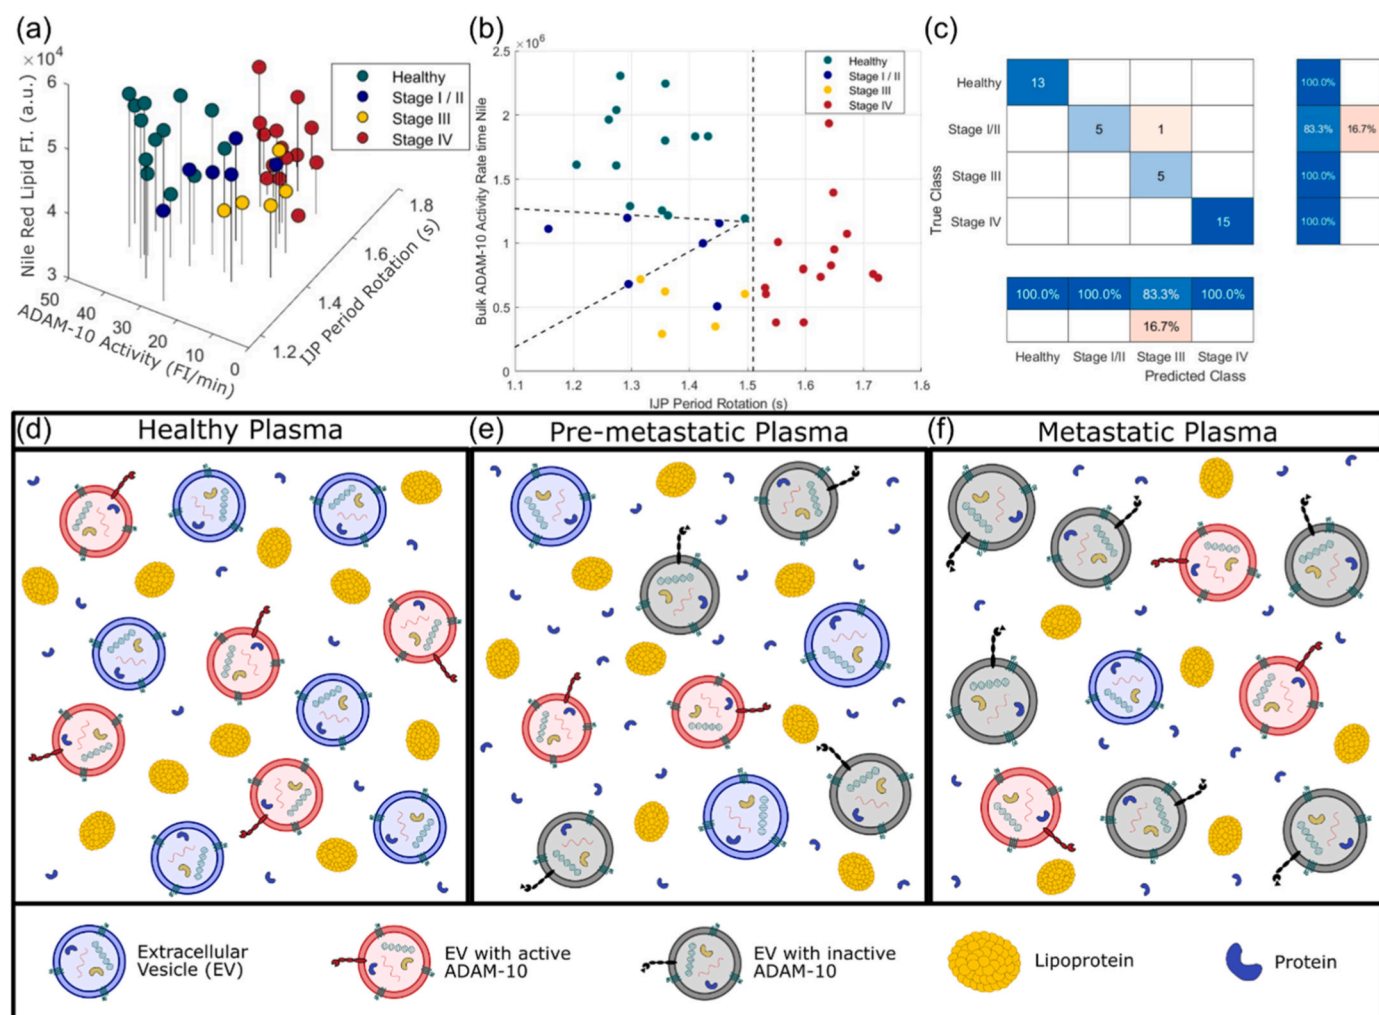 (a)
×10⁴
Nile Red Lipid FI. (a.u.)
6
5
4
3
50
40
30
20
10
0
ADAM-10 Activity (FI/min)
1.2
1.4
1.6
1.8
IJP Period Rotation (s)
Healthy
Stage I / II
Stage III
Stage IV
(b)
×10⁶
Bulk ADAM-10 Activity Rate time Nile
2.5
2
1.5
1
0.5
0
1.1
1.2
1.3
1.4
1.5
1.6
1.7
1.8
IJP Period Rotation (s)
Healthy
Stage I / II
Stage III
Stage IV
(c)
True Class
Healthy
13
100.0%
Stage I/II
5
1
83.3%
16.7%
Stage III
5
100.0%
Stage IV
15
100.0%
100.0%
100.0%
83.3%
100.0%
16.7%
Healthy
Stage I/II
Stage III
Stage IV
Predicted Class
(d)
Healthy Plasma
(e)
Pre-metastatic Plasma
(f)
Metastatic Plasma
Extracellular
Vesicle (EV)
EV with active
ADAM-10
EV with inactive
ADAM-10
Lipoprotein
Protein